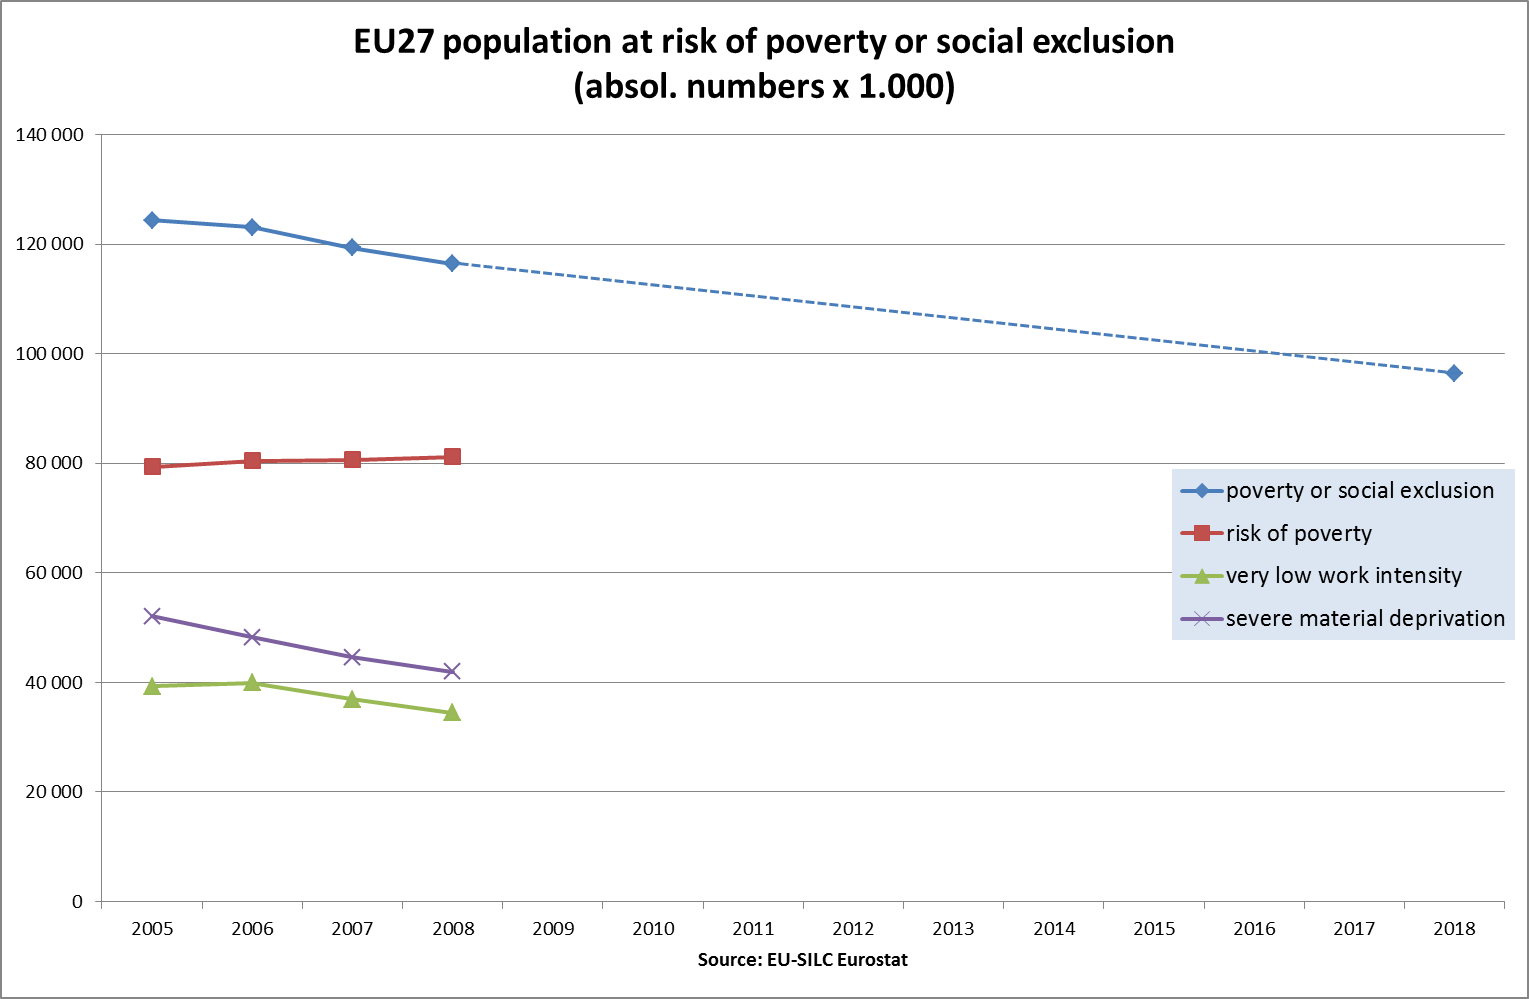 EU27 population at risk of poverty or social exclusion
(absol. numbers x 1.000)
140 000
120 000
100 000
80 000
60 000
40 000
20 000
0
poverty or social exclusion
risk of poverty
very low work intensity
severe material deprivation
2005 2006 2007 2008 2009 2010 2011 2012 2013 2014 2015 2016 2017 2018
Source: EU-SILC Eurostat